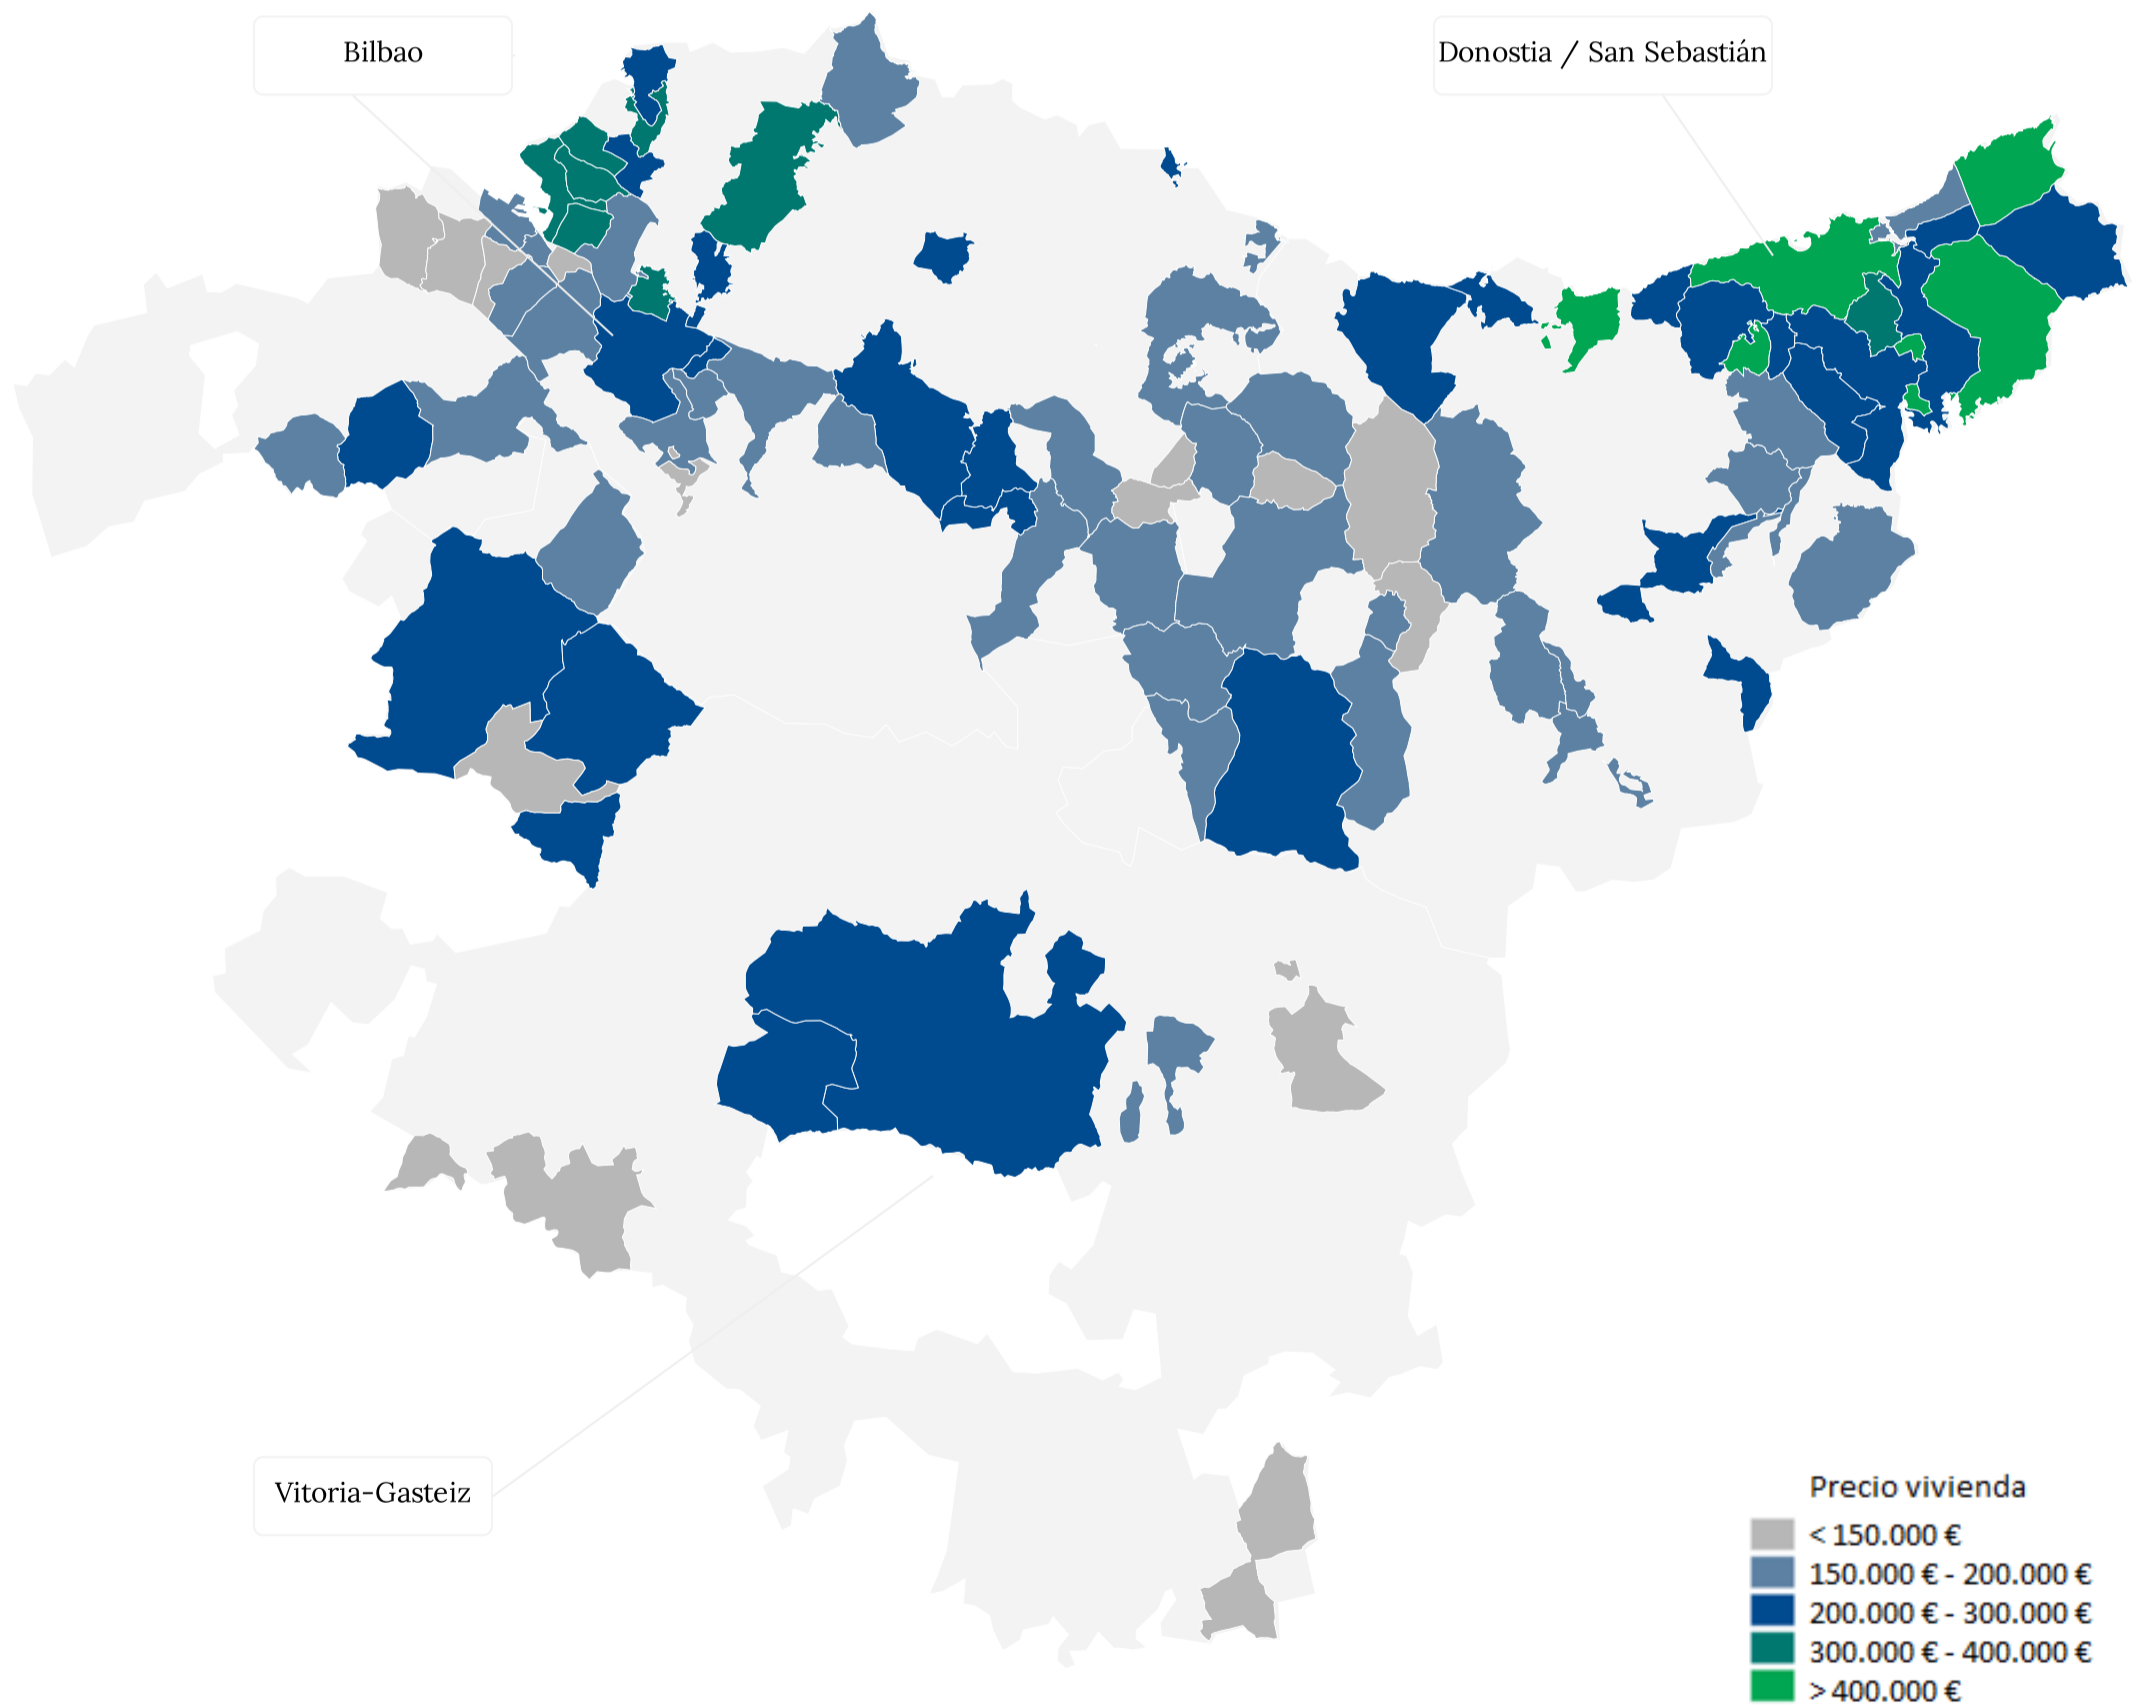 Bilbao
Donostia / San Sebastián
Vitoria-Gasteiz
Precio vivienda
< 150.000 €
150.000 € - 200.000 €
200.000 € - 300.000 €
300.000 € - 400.000 €
> 400.000 €